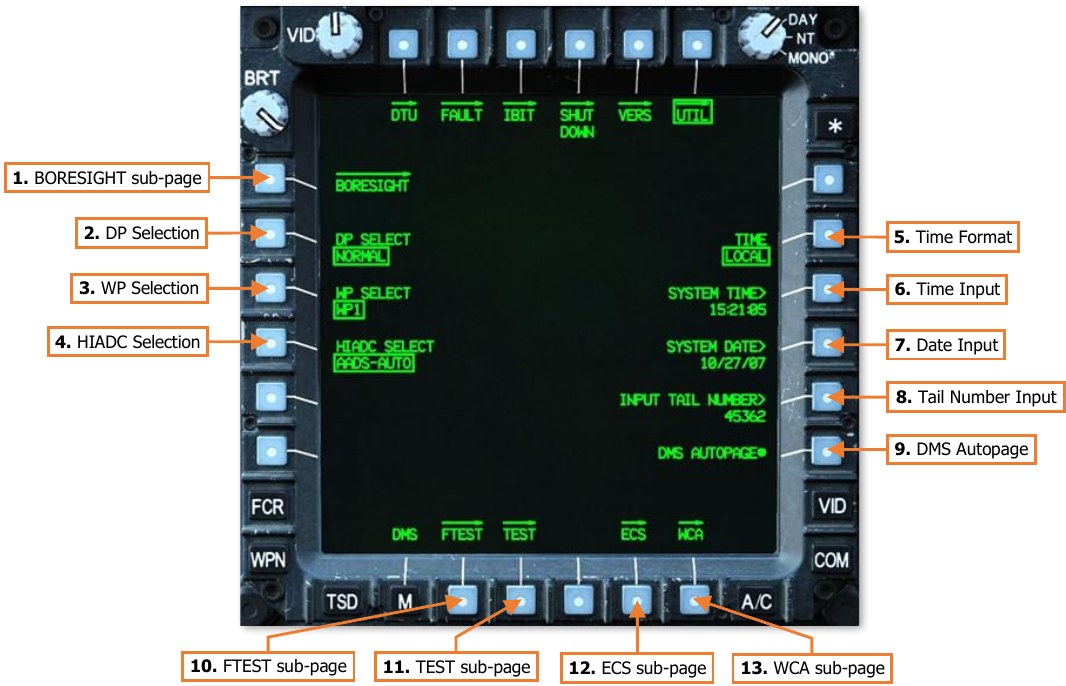 VID
DAY
NT
MONO*
BRT
DTU FAULT IBIT SHUT DOWN VERS UTIL
*
1. BORESIGHT sub-page
BORESIGHT
2. DP Selection
DP SELECT
NORMAL
TIME
LOCAL
5. Time Format
3. WP Selection
WP SELECT
WP1
SYSTEM TIME>
15:21:05
6. Time Input
4. HIADC Selection
HIADC SELECT
AADS-AUTO
SYSTEM DATE>
10/27/07
7. Date Input
INPUT TAIL NUMBER>
45362
8. Tail Number Input
DMS AUTOPAGE
9. DMS Autopage
FCR
VID
DMS FTEST TEST ECS WCA
WPN
COM
TSD M A/C
10. FTEST sub-page
11. TEST sub-page
12. ECS sub-page
13. WCA sub-page